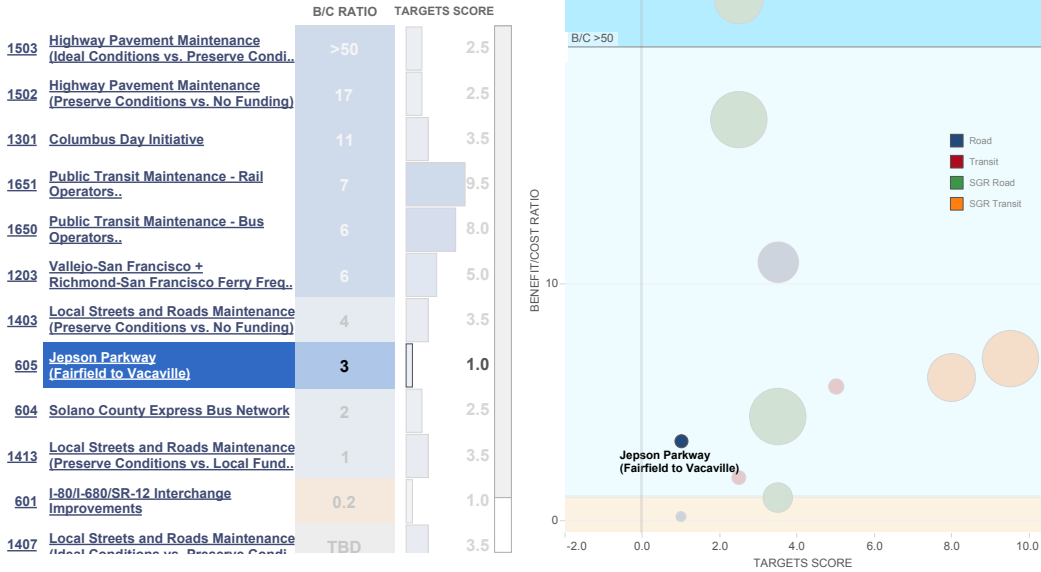 B/C RATIO TARGETS SCORE
1503 Highway Pavement Maintenance
(Ideal Conditions vs. Preserve Condi.. >50 2.5
1502 Highway Pavement Maintenance
(Preserve Conditions vs. No Funding) 17 2.5
1301 Columbus Day Initiative 11 3.5
1651 Public Transit Maintenance - Rail
Operators.. 7 9.5
1650 Public Transit Maintenance - Bus
Operators.. 6 8.0
1203 Vallejo-San Francisco +
Richmond-San Francisco Ferry Freq.. 6 5.0
1403 Local Streets and Roads Maintenance
(Preserve Conditions vs. No Funding) 4 3.5
605 Jepson Parkway
(Fairfield to Vacaville) 3 1.0
604 Solano County Express Bus Network 2 2.5
1413 Local Streets and Roads Maintenance
(Preserve Conditions vs. Local Fund.. 1 3.5
601 I-80/I-680/SR-12 Interchange
Improvements 0.2 1.0
1407 Local Streets and Roads Maintenance
(Ideal Conditions vs. Preserve Condi.. TBD 3.5
B/C >50
BENEFIT/COST RATIO
10
0
Road
Transit
SGR Road
SGR Transit
Jepson Parkway
(Fairfield to Vacaville)
-2.0 0.0 2.0 4.0 6.0 8.0 10.0
TARGETS SCORE